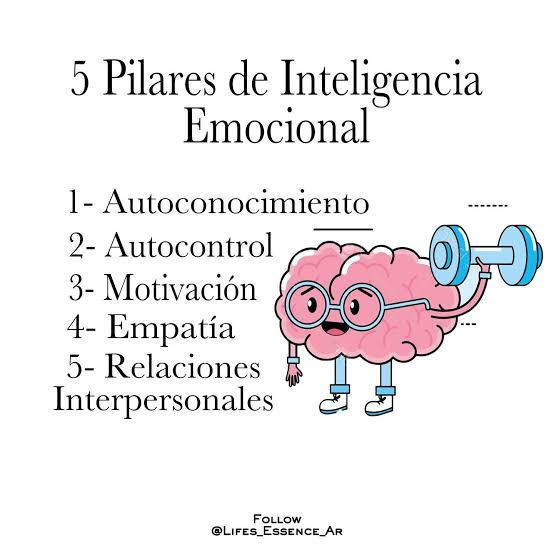 5 Pilares de Inteligencia
Emocional
1- Autoconocimiento
2- Autocontrol
3- Motivación
4- Empatía
5- Relaciones
Interpersonales
Follow
@Lifes_Essence_Ar